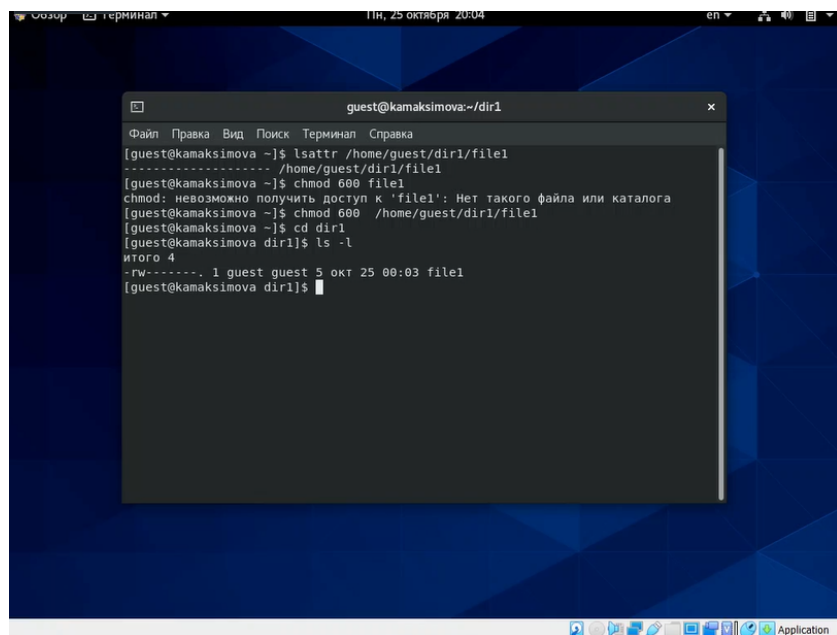 Обзор Терминал Пн, 25 октября 20:04 en
guest@kamaksimova:~/dir1
Файл Правка Вид Поиск Терминал Справка
[guest@kamaksimova ~]$ lsattr /home/guest/dir1/file1
-------------------- /home/guest/dir1/file1
[guest@kamaksimova ~]$ chmod 600 file1
chmod: невозможно получить доступ к 'file1': Нет такого файла или каталога
[guest@kamaksimova ~]$ chmod 600  /home/guest/dir1/file1
[guest@kamaksimova ~]$ cd dir1
[guest@kamaksimova dir1]$ ls -l
итого 4
-rw-------. 1 guest guest 5 окт 25 00:03 file1
[guest@kamaksimova dir1]$
Application